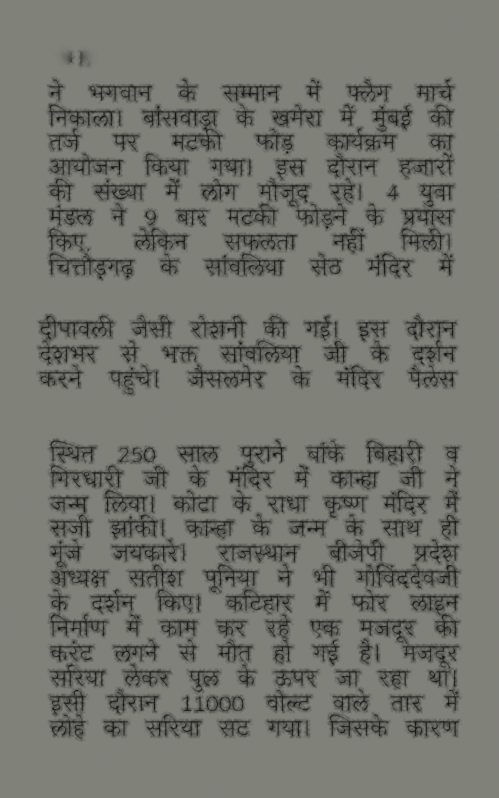 ने भगवान के सम्मान में फ्लैग मार्च
निकाला। बांसवाड़ा के खमेरा में मुंबई की
तर्ज पर मटकी फोड़ कार्यक्रम का
आयोजन किया गया। इस दौरान हजारों
की संख्या में लोग मौजूद रहे। 4 युवा
मंडल ने 9 बार मटकी फोड़ने के प्रयास
किए, लेकिन सफलता नहीं मिली।
चित्तौड़गढ़ के सांवलिया सेठ मंदिर में
दीपावली जैसी रोशनी की गई। इस दौरान
देशभर से भक्त सांवलिया जी के दर्शन
करने पहुंचे। जैसलमेर के मंदिर पैलेस
स्थित 250 साल पुराने बांके बिहारी व
गिरधारी जी के मंदिर में कान्हा जी ने
जन्म लिया। कोटा के राधा कृष्ण मंदिर में
सजी झांकी। कान्हा के जन्म के साथ ही
गूंजे जयकारे। राजस्थान बीजेपी प्रदेश
अध्यक्ष सतीश पूनिया ने भी गोविंददेवजी
के दर्शन किए। कटिहार में फोर लाइन
निर्माण में काम कर रहे एक मजदूर की
करंट लगने से मौत हो गई है। मजदूर
सरिया लेकर पुल के ऊपर जा रहा था।
इसी दौरान 11000 वोल्ट वाले तार में
लोहे का सरिया सट गया। जिसके कारण